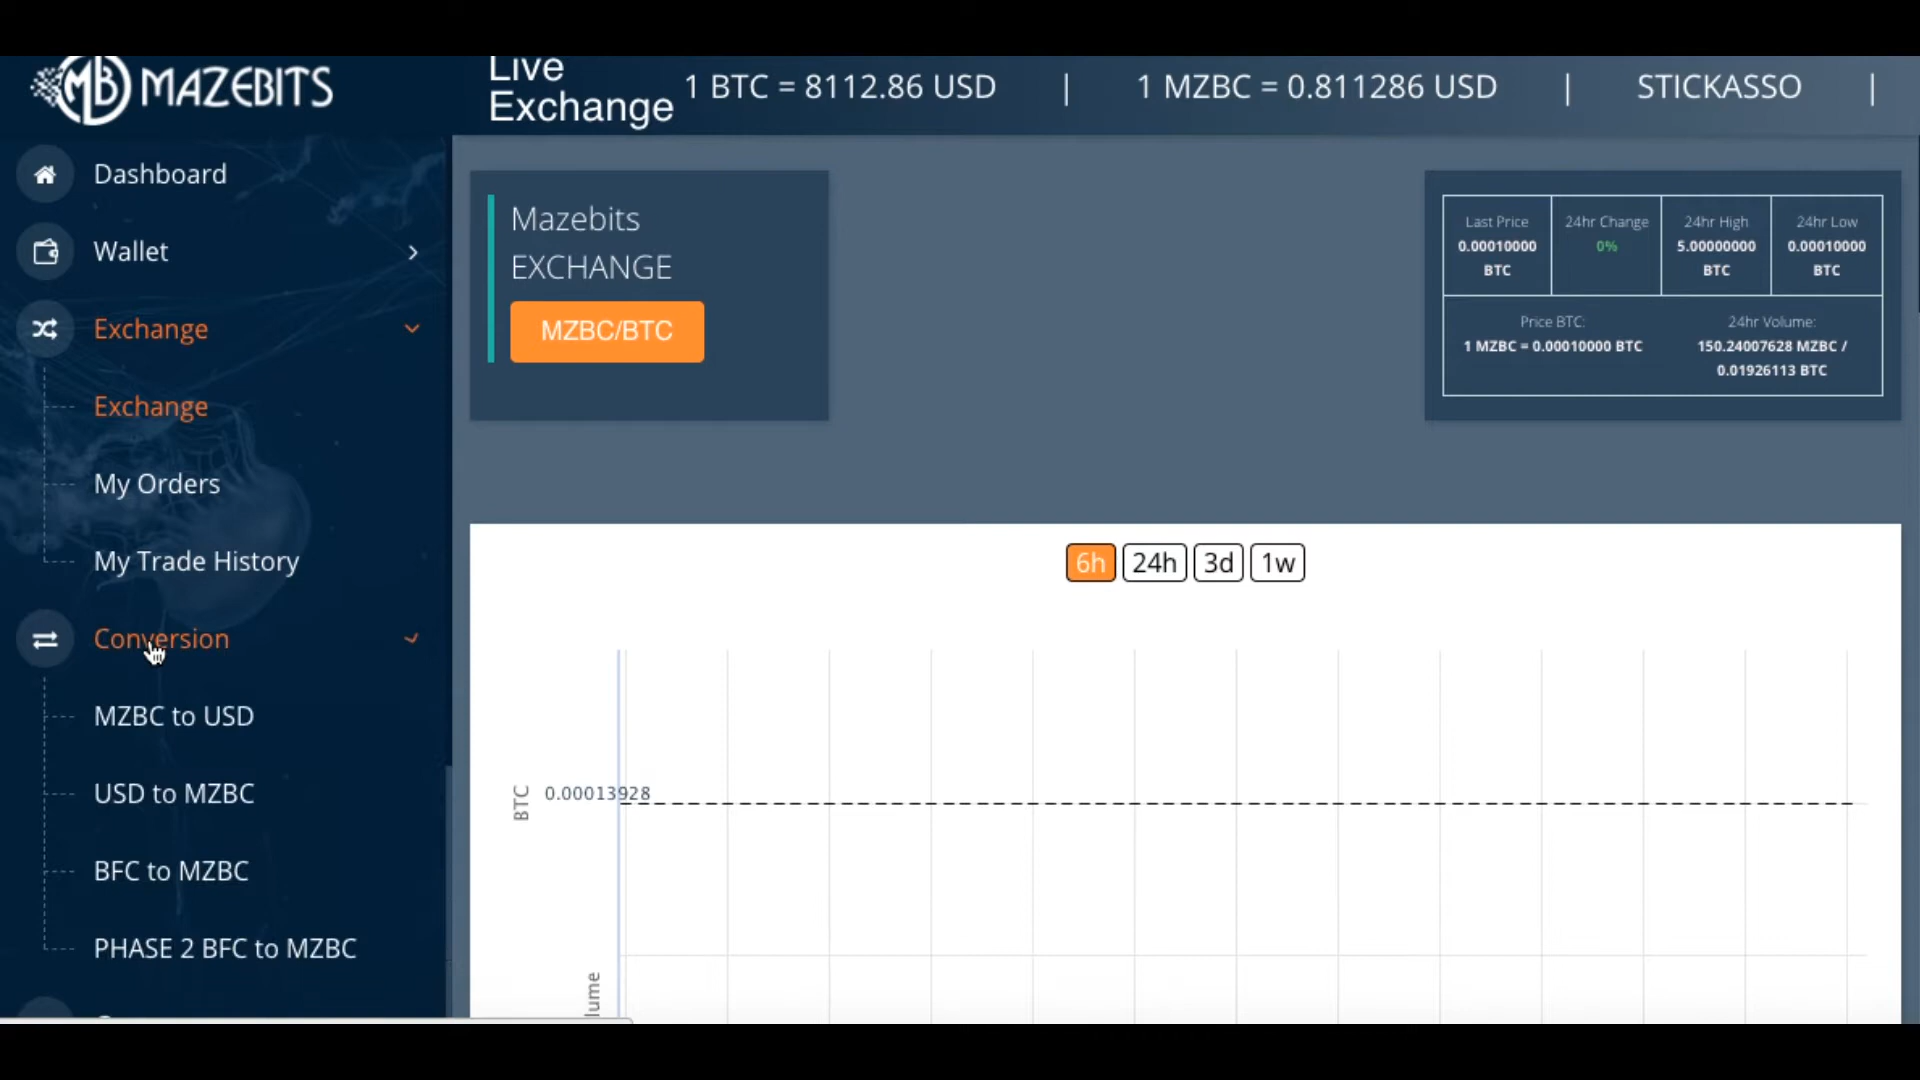 MB MAZEBITS
Live
Exchange
1 BTC = 8112.86 USD | 1 MZBC = 0.811286 USD | STICKASSO |
Dashboard
Wallet
Exchange
Exchange
My Orders
My Trade History
Conversion
MZBC to USD
USD to MZBC
BFC to MZBC
PHASE 2 BFC to MZBC
Mazebits
EXCHANGE
MZBC/BTC
Last Price
0.00010000
BTC
24hr Change
0%
24hr High
5.00000000
BTC
24hr Low
0.00010000
BTC
Price BTC:
1 MZBC = 0.00010000 BTC
24hr Volume:
150.24007628 MZBC /
0.01926113 BTC
6h 24h 3d 1w
BTC
0.00013928
lume